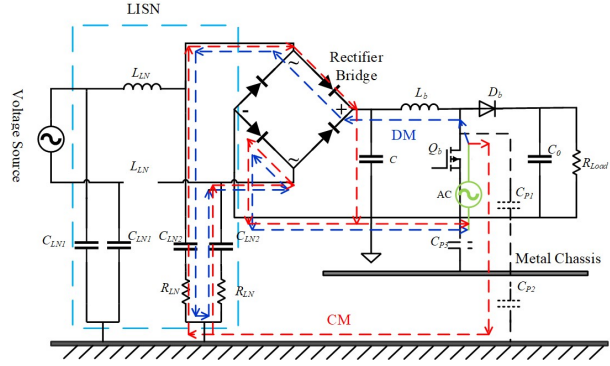 LISN
L_LN
Rectifier
Bridge
~
L_b
D_b
-
+
Voltage Source
DM
Q_b
C
C_0
R_Load
L_LN
~
AC
C_P1
C_LN1
C_LN1
C_LN2
C_LN2
C_P3
Metal Chassis
R_LN
R_LN
C_P2
CM